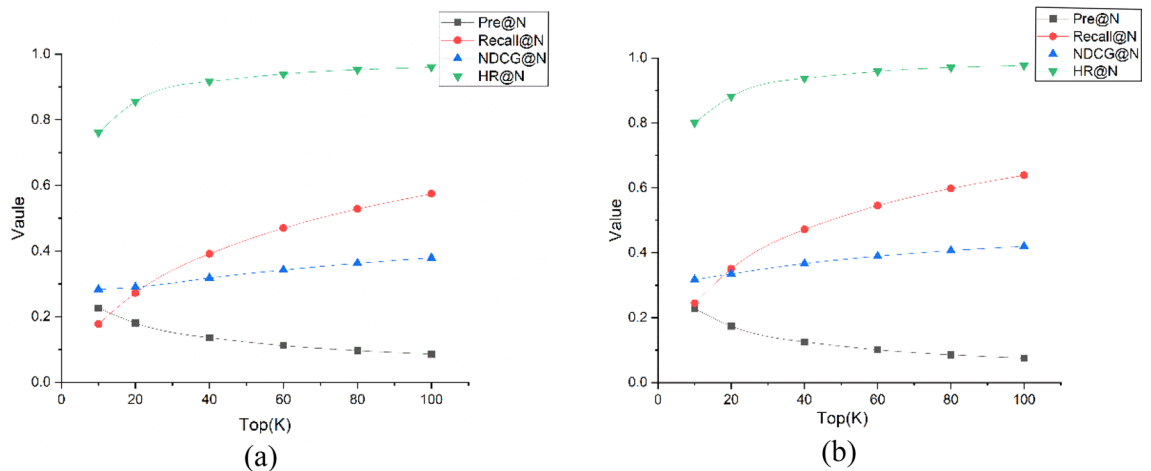 Pre@N
Recall@N
NDCG@N
HR@N
1.0
0.8
0.6
0.4
0.2
0.0
Vaule
0 20 40 60 80 100
Top(K)
(a)
Pre@N
Recall@N
NDCG@N
HR@N
1.0
0.8
0.6
0.4
0.2
0.0
Value
0 20 40 60 80 100
Top(K)
(b)